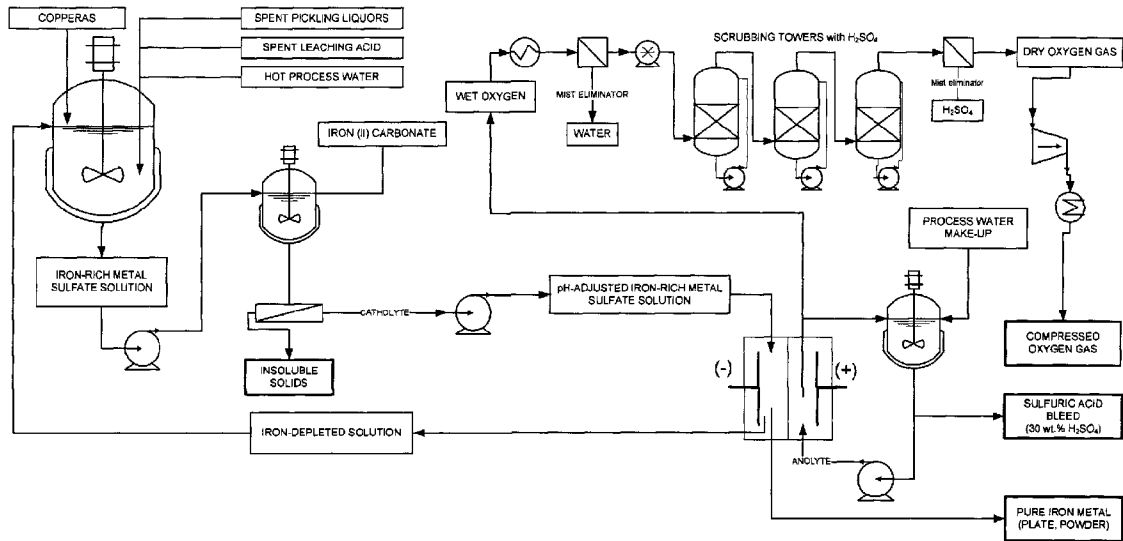 COPPERAS
SPENT PICKLING LIQUORS
SPENT LEACHING ACID
HOT PROCESS WATER
IRON (II) CARBONATE
IRON-RICH METAL
SULFATE SOLUTION
CATHOLYTE
INSOLUBLE
SOLIDS
pH-ADJUSTED IRON-RICH METAL
SULFATE SOLUTION
IRON-DEPLETED SOLUTION
WET OXYGEN
MIST ELIMINATOR
WATER
SCRUBBING TOWERS with H₂SO₄
Mist eliminator
H₂SO₄
DRY OXYGEN GAS
PROCESS WATER
MAKE-UP
COMPRESSED
OXYGEN GAS
(-)
(+)
ANOLYTE
SULFURIC ACID
BLEED
(30 wt.% H₂SO₄)
PURE IRON METAL
(PLATE, POWDER)